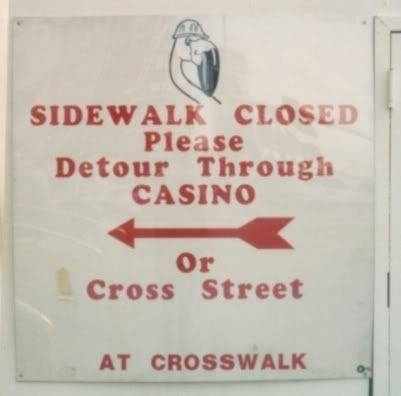 SIDEWALK CLOSED
Please
Detour Through
CASINO
Or
Cross Street
AT CROSSWALK